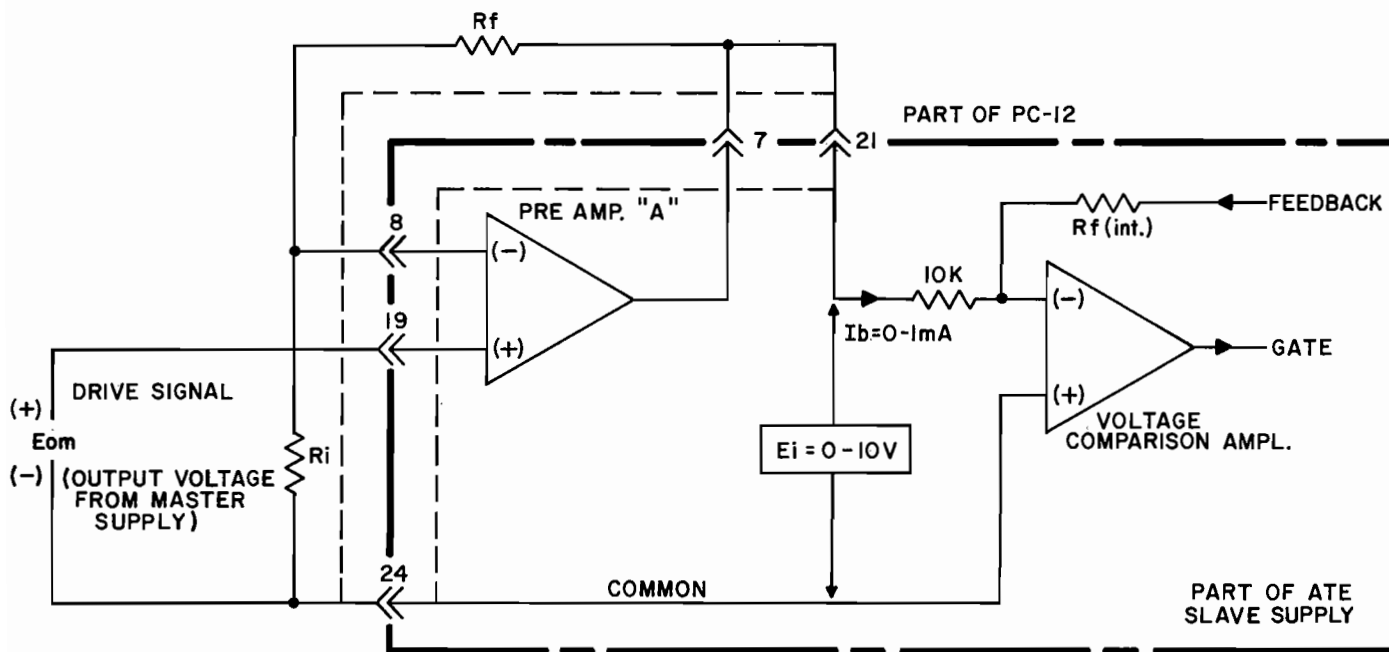 Rf
PART OF PC-12
7
21
PRE AMP. "A"
8
(-)
FEEDBACK
Rf (int.)
10K
(-)
19
(+)
Ib=0-1mA
GATE
DRIVE SIGNAL
(+)
Eom
(-)
(OUTPUT VOLTAGE
FROM MASTER
SUPPLY)
Ri
(+)
VOLTAGE
COMPARISON AMPL.
Ei = 0-10V
24
COMMON
PART OF ATE
SLAVE SUPPLY